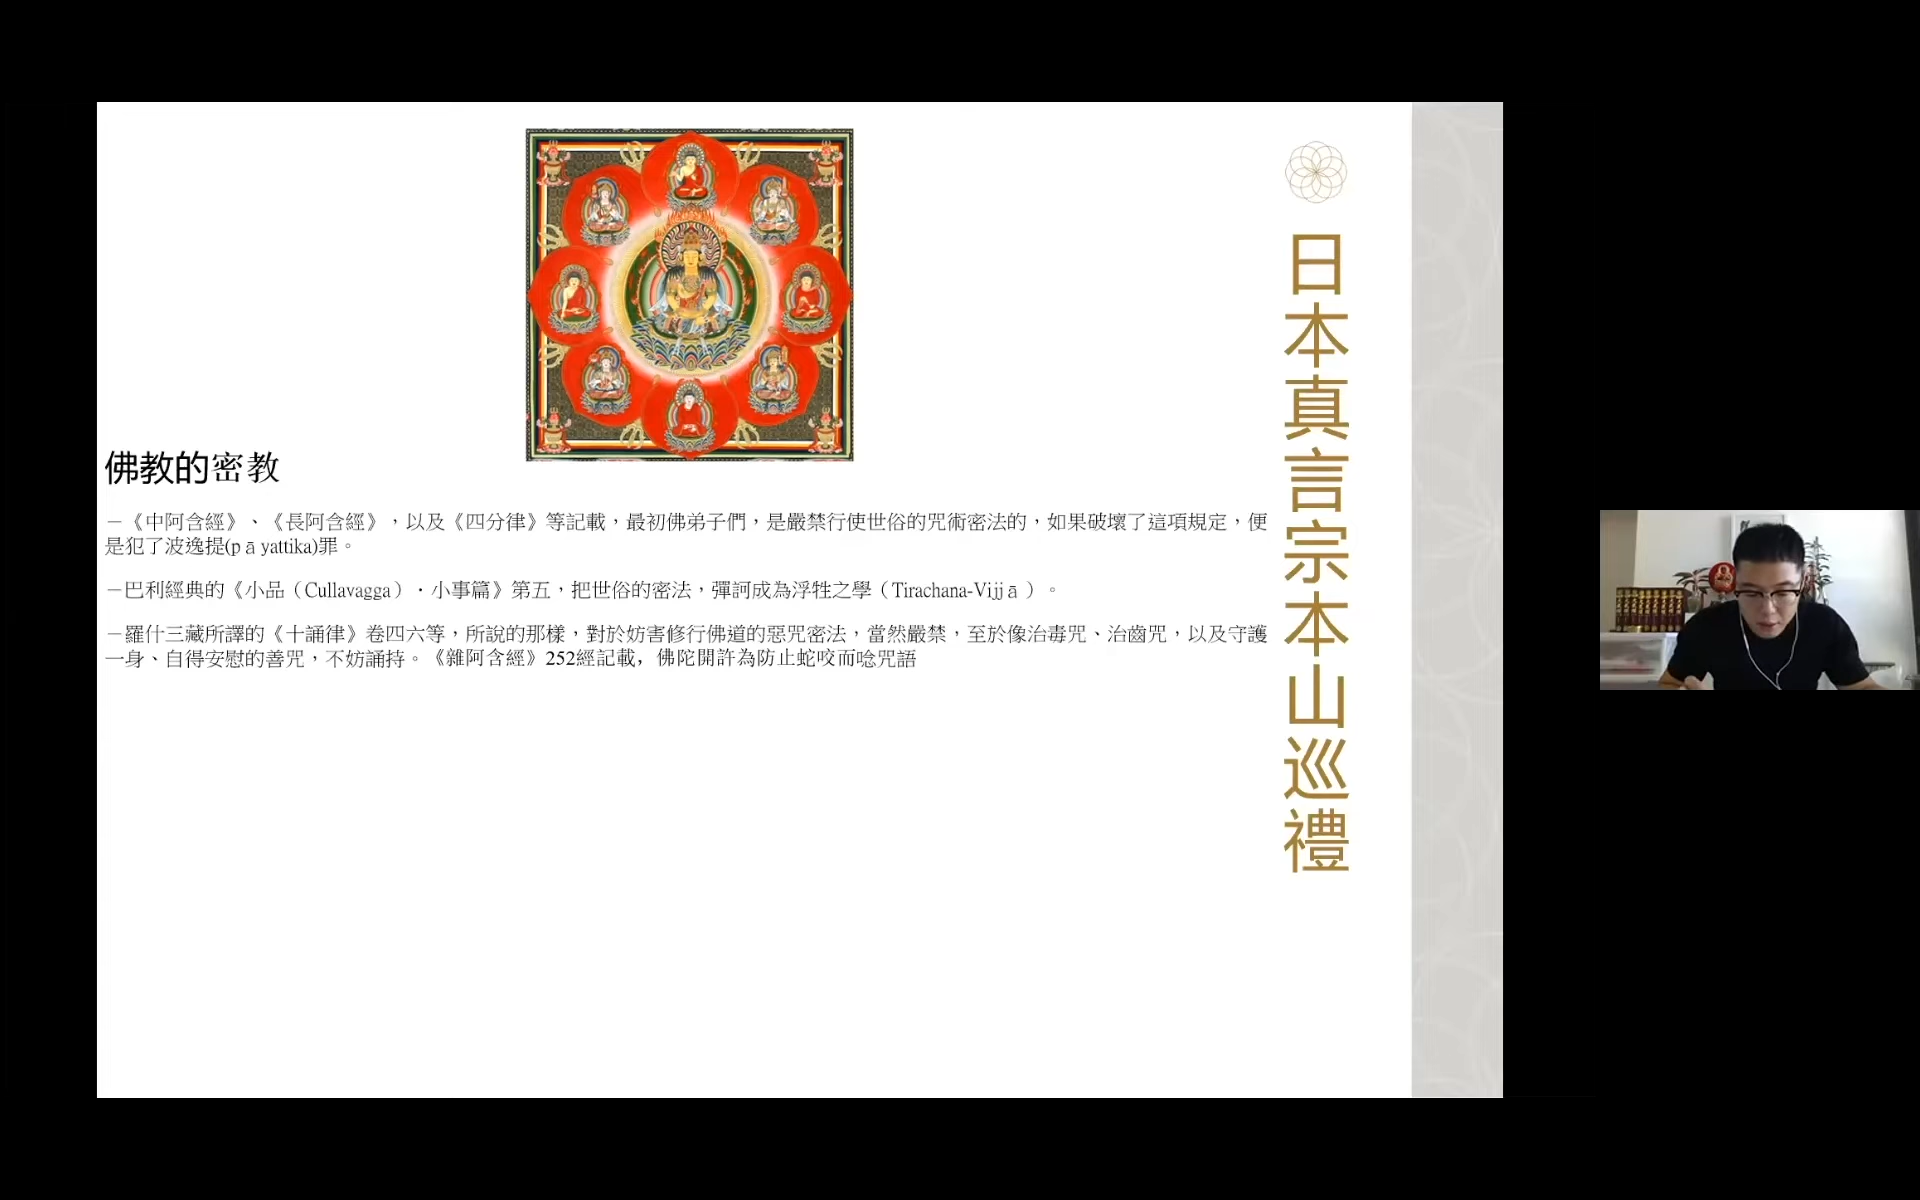 日本真言宗本山巡禮
佛教的密教
－《中阿含經》、《長阿含經》，以及《四分律》等記載，最初佛弟子們，是嚴禁行使世俗的咒術密法的，如果破壞了這項規定，便
是犯了波逸提(pāyattika)罪。
－巴利經典的《小品（Cullavagga）．小事篇》第五，把世俗的密法，彈訶成為浮牲之學（Tirachana-Vijjā）。
－羅什三藏所譯的《十誦律》卷四六等，所說的那樣，對於妨害修行佛道的惡咒密法，當然嚴禁，至於像治毒咒、治齒咒，以及守護
一身、自得安慰的善咒，不妨誦持。《雜阿含經》252經記載，佛陀開許為防止蛇咬而唸咒語